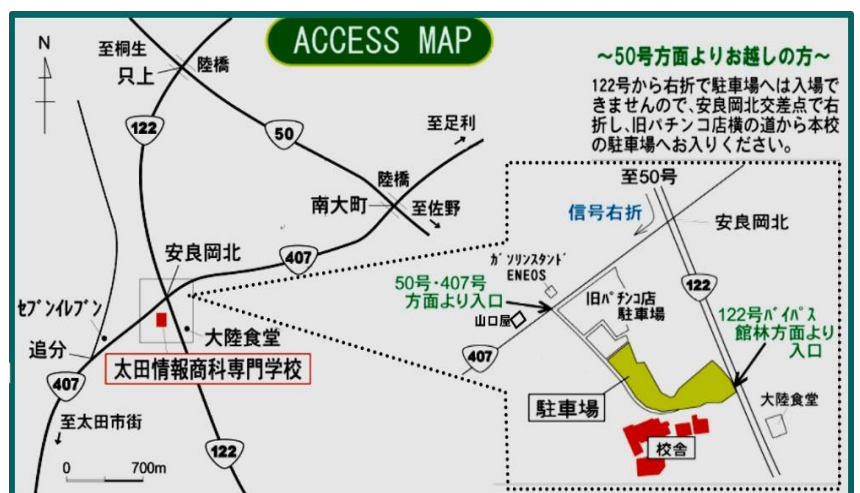 ACCESS MAP
N
至桐生
只上
陸橋
122
50
至足利
陸橋
南大町
至佐野
407
安良岡北
セブンイレブン
追分
大陸食堂
太田情報商科専門学校
407
至太田市街
122
0 700m
～50号方面よりお越しの方～
122号から右折で駐車場へは入場で
きませんので、安良岡北交差点で右
折し、旧パチンコ店横の道から本校
の駐車場へお入りください。
至50号
信号右折
安良岡北
ガソリンスタンド
ENEOS
50号・407号
方面より入口
山口屋
旧パチンコ店
駐車場
122
122号バイパス
館林方面より
入口
407
駐車場
大陸食堂
校舎